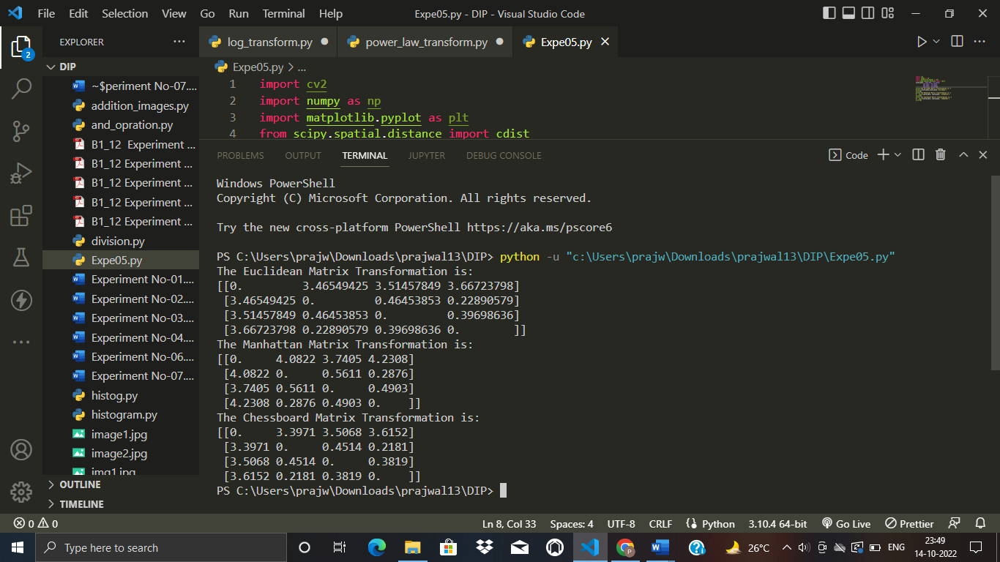 File Edit Selection View Go Run Terminal Help Expe05.py - DIP - Visual Studio Code
EXPLORER
log_transform.py
power_law_transform.py
Expe05.py
2
DIP
~$periment No-07....
addition_images.py
and_opration.py
B1_12 Experiment ...
B1_12 Experiment ...
B1_12 Experiment ...
B1_12 Experiment ...
B1_12 Experiment ...
division.py
Expe05.py
Experiment No-01....
Experiment No-02....
Experiment No-03....
Experiment No-04....
Experiment No-06....
Experiment No-07....
histog.py
histogram.py
image1.jpg
image2.jpg
img1.jpg
OUTLINE
TIMELINE
Expe05.py > ...
1 import cv2
2 import numpy as np
3 import matplotlib.pyplot as plt
4 from scipy.spatial.distance import cdist
PROBLEMS OUTPUT TERMINAL JUPYTER DEBUG CONSOLE Code
Windows PowerShell
Copyright (C) Microsoft Corporation. All rights reserved.
Try the new cross-platform PowerShell https://aka.ms/pscore6
PS C:\Users\prajw\Downloads\prajwal13\DIP> python -u "c:\Users\prajw\Downloads\prajwal13\DIP\Expe05.py"
The Euclidean Matrix Transformation is:
[[0.         3.46549425 3.51457849 3.66723798]
 [3.46549425 0.         0.46453853 0.22890579]
 [3.51457849 0.46453853 0.         0.39698636]
 [3.66723798 0.22890579 0.39698636 0.        ]]
The Manhattan Matrix Transformation is:
[[0.     4.0822 3.7405 4.2308]
 [4.0822 0.     0.5611 0.2876]
 [3.7405 0.5611 0.     0.4903]
 [4.2308 0.2876 0.4903 0.    ]]
The Chessboard Matrix Transformation is:
[[0.     3.3971 3.5068 3.6152]
 [3.3971 0.     0.4514 0.2181]
 [3.5068 0.4514 0.     0.3819]
 [3.6152 0.2181 0.3819 0.    ]]
PS C:\Users\prajw\Downloads\prajwal13\DIP>
0 0 Ln 8, Col 33 Spaces: 4 UTF-8 CRLF Python 3.10.4 64-bit Go Live Prettier
Type here to search
26°C
ENG
23:49
14-10-2022